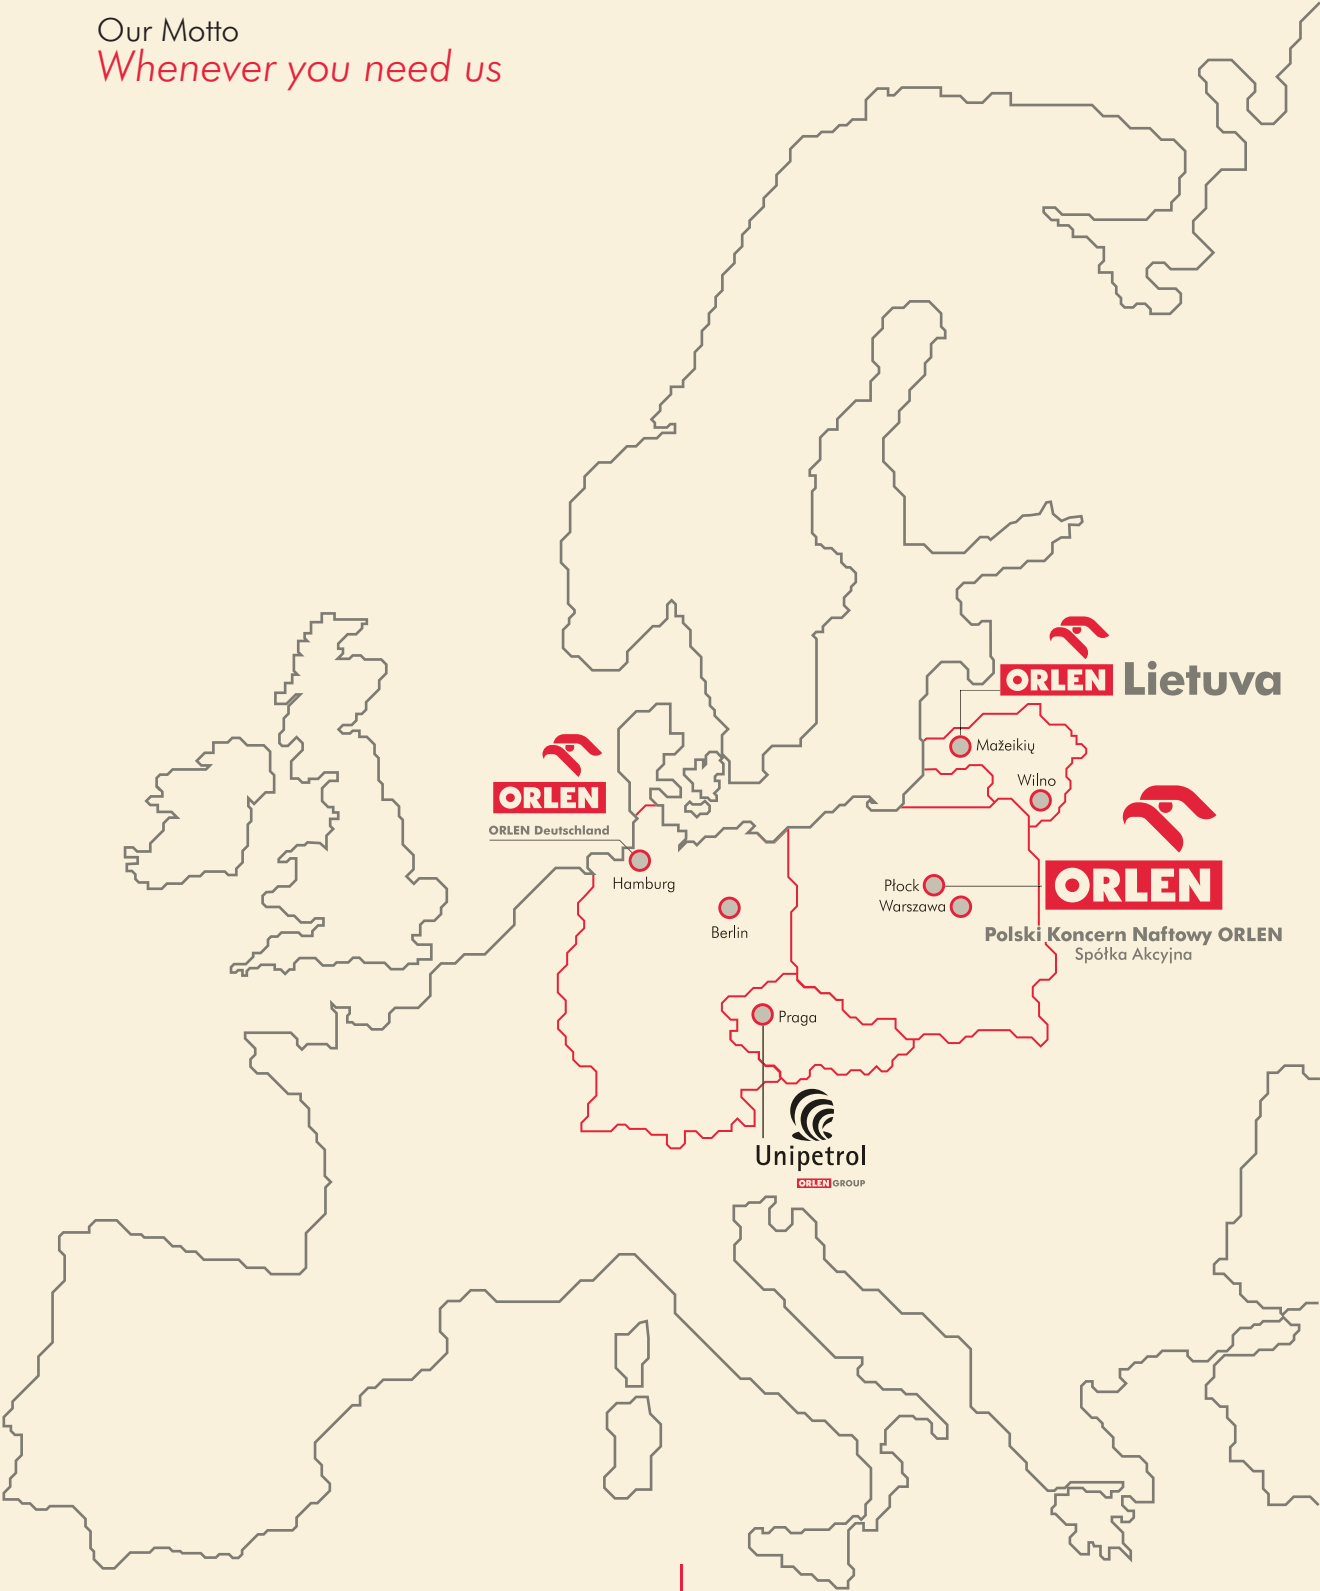 Our Motto
Whenever you need us
ORLEN Lietuva
Mažeikių
Wilno
ORLEN
ORLEN Deutschland
Hamburg
Berlin
Płock
Warszawa
ORLEN
Polski Koncern Naftowy ORLEN
Spółka Akcyjna
Praga
Unipetrol
ORLEN GROUP